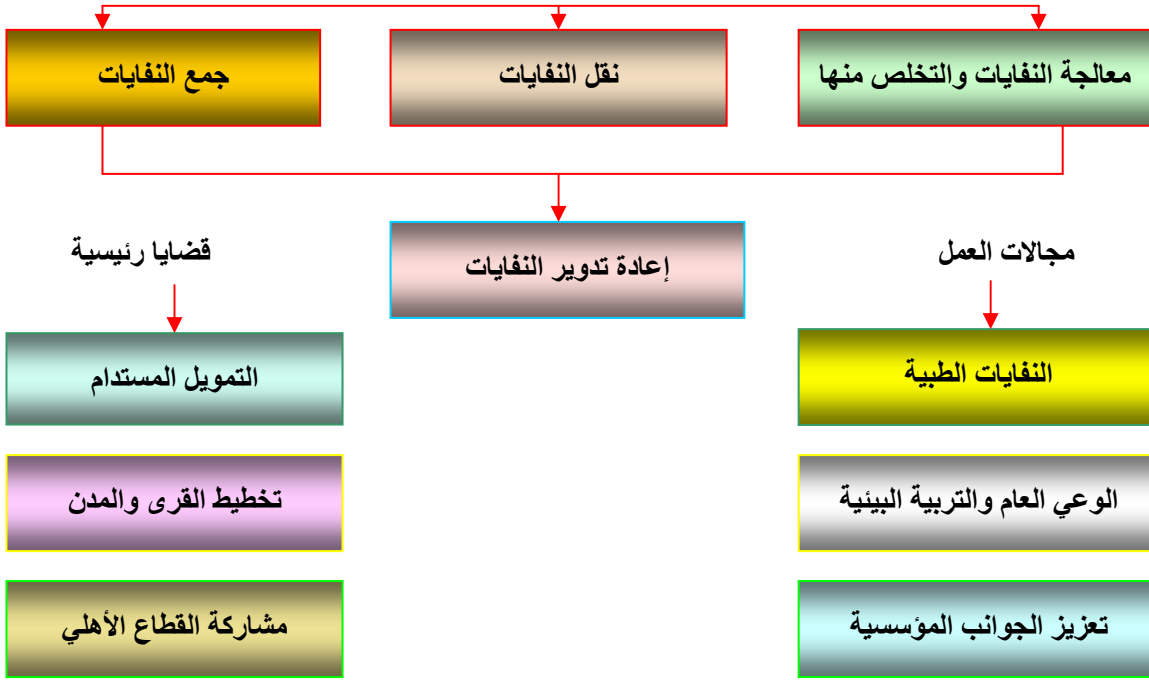 معالجة النفايات والتخلص منها
نقل النفايات
جمع النفايات
إعادة تدوير النفايات
مجالات العمل
قضايا رئيسية
النفايات الطبية
التمويل المستدام
الوعي العام والتربية البيئية
تخطيط القرى والمدن
تعزيز الجوانب المؤسسية
مشاركة القطاع الأهلي